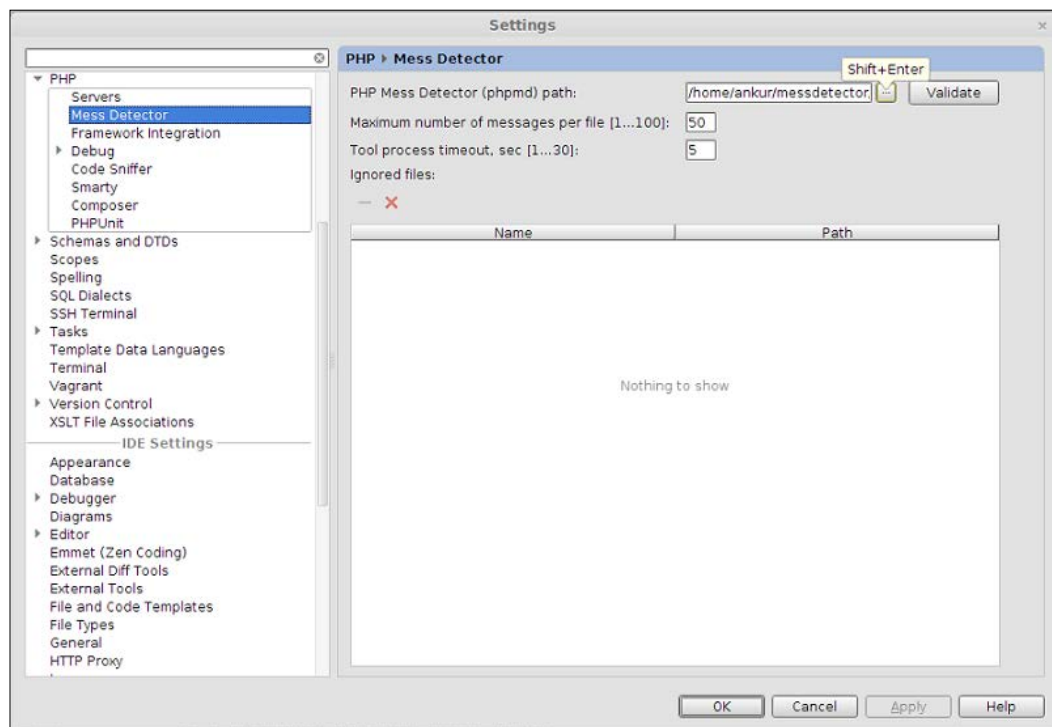 Settings
PHP
Servers
Mess Detector
Framework Integration
Debug
Code Sniffer
Smarty
Composer
PHPUnit
Schemas and DTDs
Scopes
Spelling
SQL Dialects
SSH Terminal
Tasks
Template Data Languages
Terminal
Vagrant
Version Control
XSLT File Associations
IDE Settings
Appearance
Database
Debugger
Diagrams
Editor
Emmet (Zen Coding)
External Diff Tools
External Tools
File and Code Templates
File Types
General
HTTP Proxy
PHP Mess Detector
Shift+Enter
PHP Mess Detector (phpmd) path: /home/ankur/messdetector ... Validate
Maximum number of messages per file [1...100]: 50
Tool process timeout, sec [1...30]: 5
Ignored files:
Name Path
Nothing to show
OK Cancel Apply Help